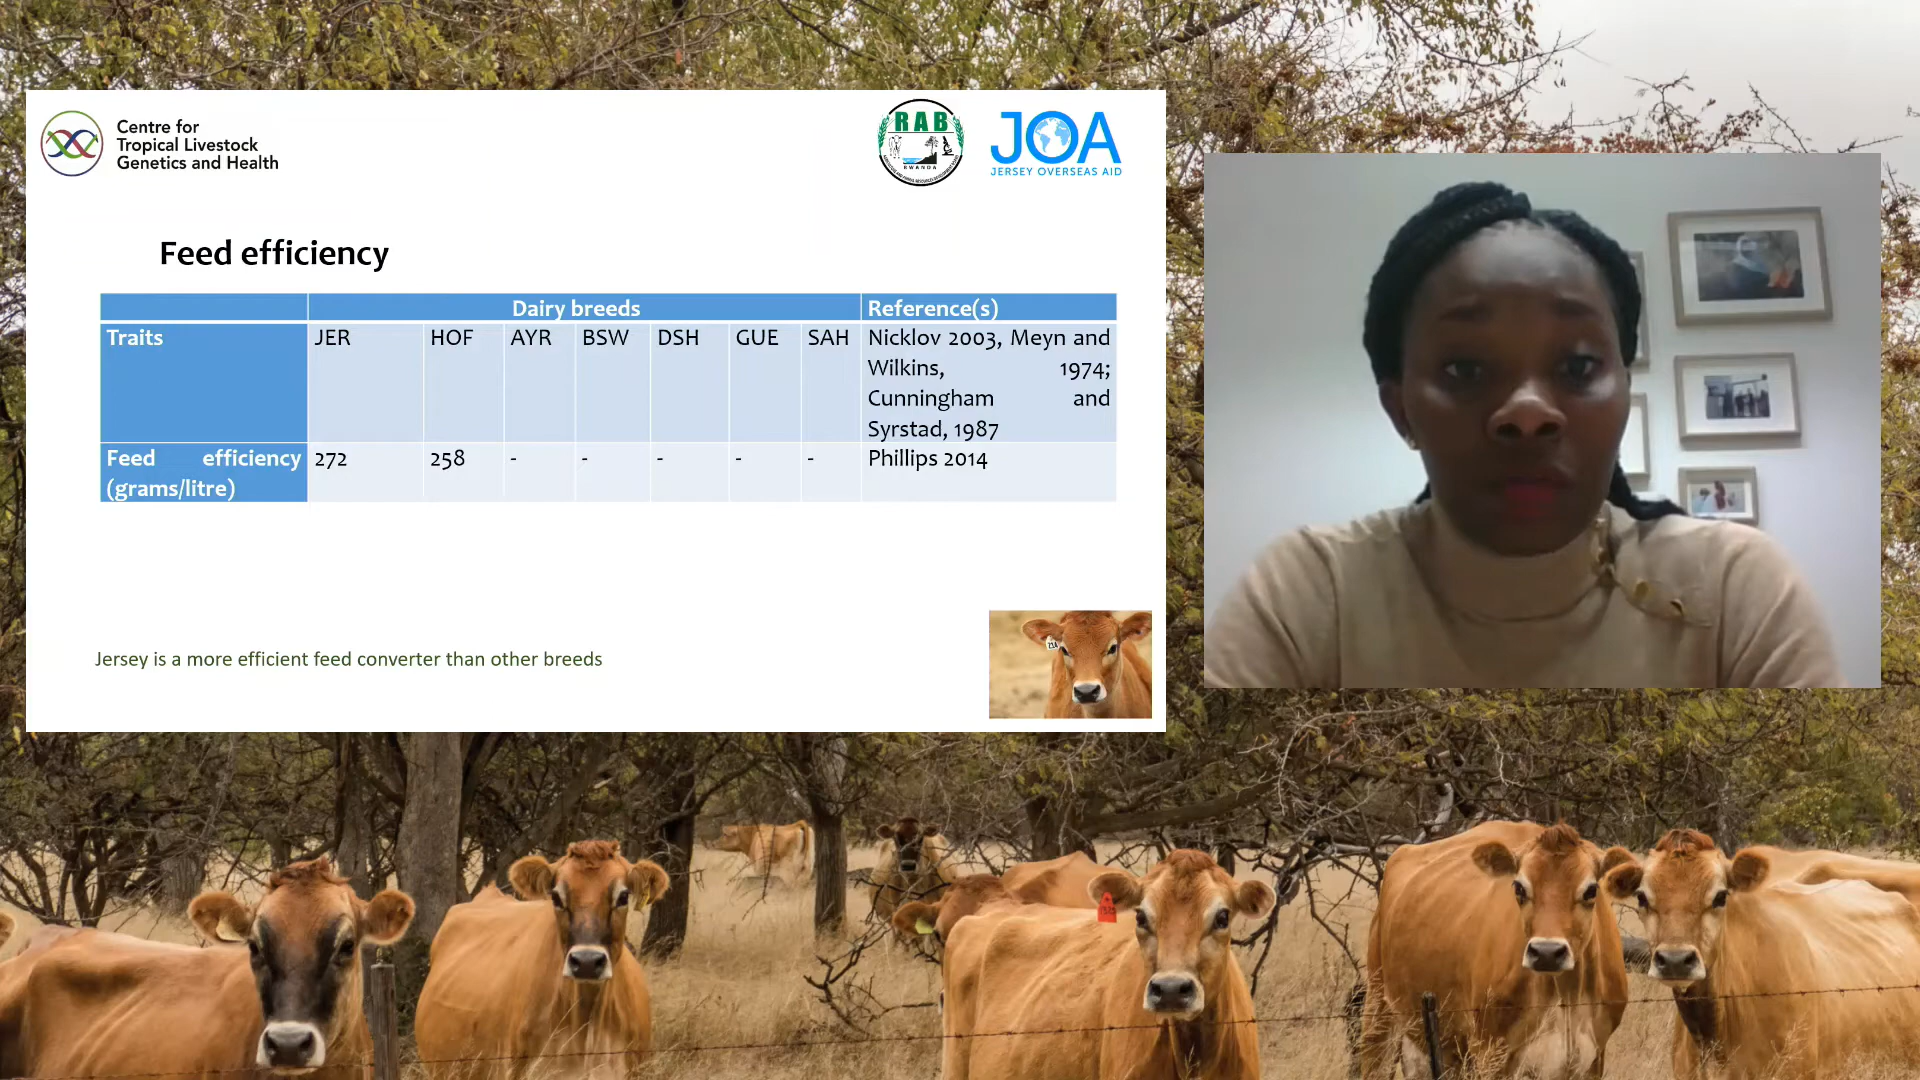 Centre for
Tropical Livestock
Genetics and Health
RAB
RWANDA
JOA
JERSEY OVERSEAS AID
Feed efficiency
Dairy breeds Reference(s)
Traits JER HOF AYR BSW DSH GUE SAH Nicklov 2003, Meyn and
Wilkins, 1974;
Cunningham and
Syrstad, 1987
Feed efficiency 272 258 - - - - - Phillips 2014
(grams/litre)
Jersey is a more efficient feed converter than other breeds